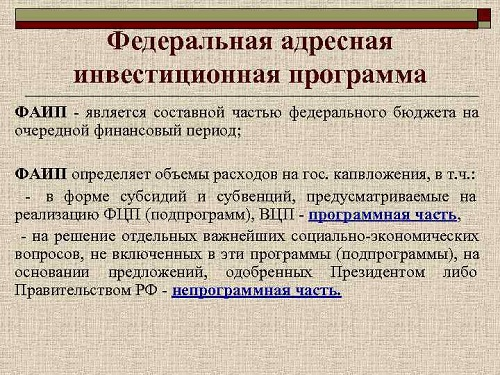 Федеральная адресная
инвестиционная программа
ФАИП - является составной частью федерального бюджета на
очередной финансовый период;
ФАИП определяет объемы расходов на гос. капвложения, в т.ч.:
- в форме субсидий и субвенций, предусматриваемые на
реализацию ФЦП (подпрограмм), ВЦП - программная часть,
- на решение отдельных важнейших социально-экономических
вопросов, не включенных в эти программы (подпрограммы), на
основании предложений, одобренных Президентом либо
Правительством РФ - непрограммная часть.